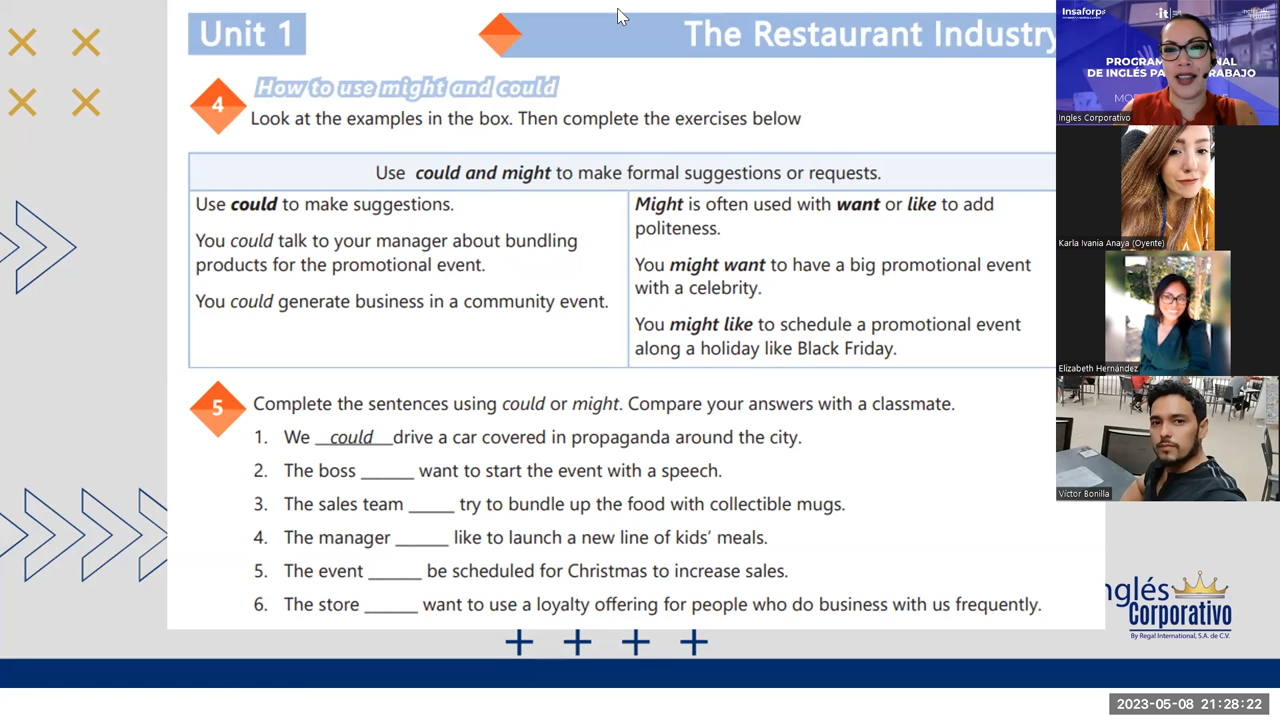 Unit 1
The Restaurant Industry
4
How to use might and could
Look at the examples in the box. Then complete the exercises below
Use could and might to make formal suggestions or requests.
Use could to make suggestions.
You could talk to your manager about bundling
products for the promotional event.
You could generate business in a community event.
Might is often used with want or like to add
politeness.
You might want to have a big promotional event
with a celebrity.
You might like to schedule a promotional event
along a holiday like Black Friday.
5
Complete the sentences using could or might. Compare your answers with a classmate.
1. We __could__drive a car covered in propaganda around the city.
2. The boss ______ want to start the event with a speech.
3. The sales team _____ try to bundle up the food with collectible mugs.
4. The manager ______ like to launch a new line of kids’ meals.
5. The event ______ be scheduled for Christmas to increase sales.
6. The store ______ want to use a loyalty offering for people who do business with us frequently.
Insaforp
it
PROGRAM NAL
DE INGLÉS PA RABAJO
Ingles Corporativo
Karla Ivania Anaya (Oyente)
Elizabeth Hernández
Víctor Bonilla
nglés
Corporativo
By Regal International, S.A. de C.V.
2023-05-08 21:28:22